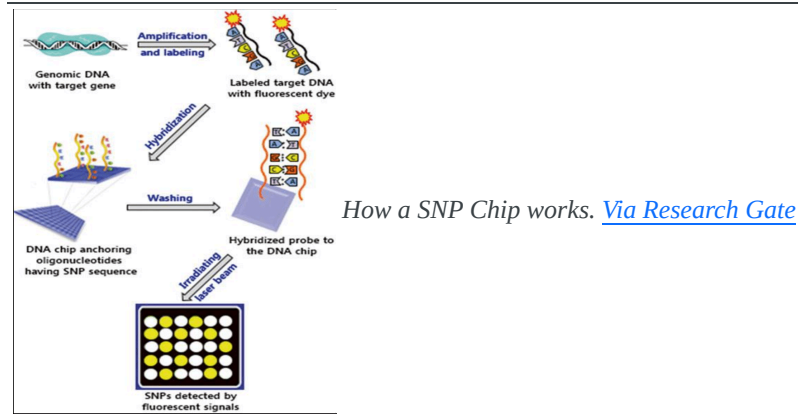 Amplification
and labeling
Genomic DNA
with target gene
Labeled target DNA
with fluorescent dye
Hybridization
Washing
DNA chip anchoring
oligonucleotides
having SNP sequence
Hybridized probe to
the DNA chip
Irradiating
laser beam
SNPs detected by
fluorescent signals
How a SNP Chip works. Via Research Gate